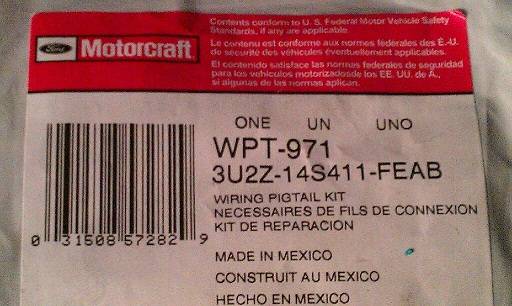 Contents conform to U. S. Federal Motor Vehicle Safety
Standards, if any are applicable
Ford Motorcraft
Le contenu est conforme aux normes fédérales des É.-U.
de sécurité des véhicules éventuellement applicables.
El contenido satisface las normas federales de seguridad
para los vehículos motorizadosde los EE. UU. de A.,
si algunas de las normas aplican.
ONE UN UNO
WPT-971
3U2Z-14S411-FEAB
WIRING PIGTAIL KIT
NECESSAIRES DE FILS DE CONNEXION
KIT DE REPARACION
0 31508 57282 9
MADE IN MEXICO
CONSTRUIT AU MEXICO
HECHO EN MEXICO